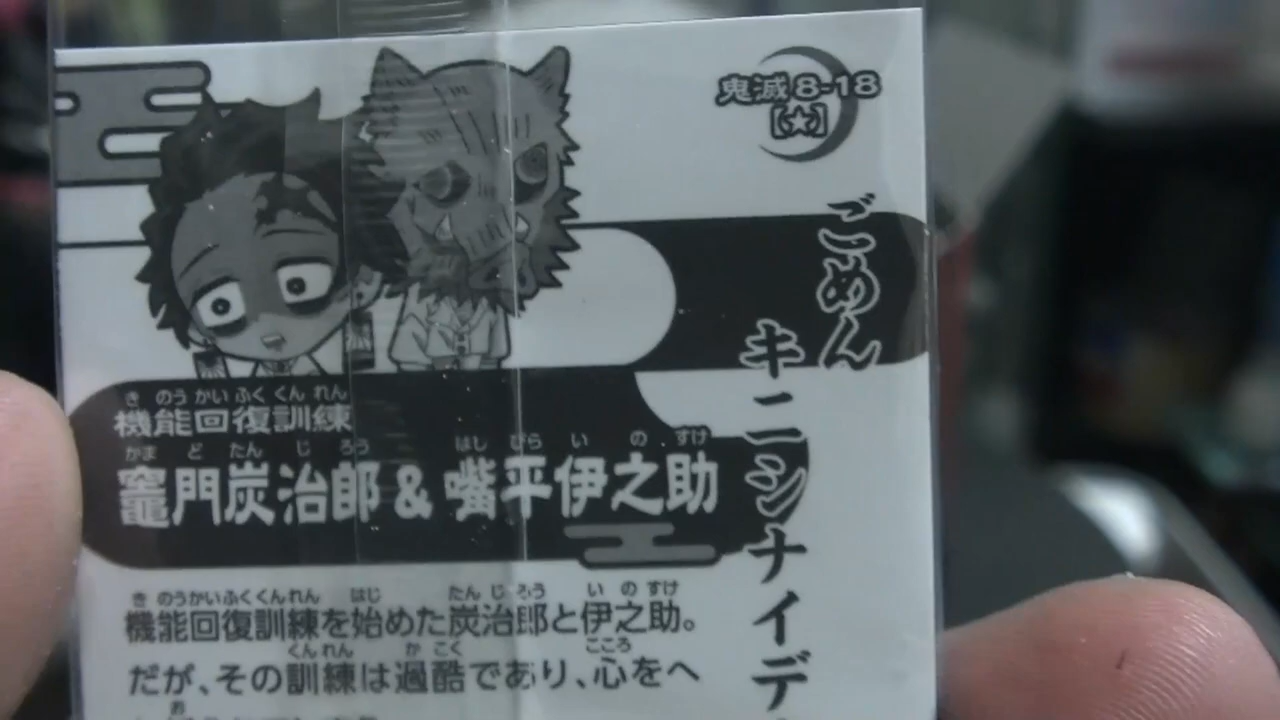 鬼滅8-18
【★】
ごめん
キニシナイデ
きのうかいふくくんれん
機能回復訓練
かまどたんじろう はしびらいのすけ
竈門炭治郎＆嘴平伊之助
きのうかいふくくんれん はじ たんじろう いのすけ
機能回復訓練を始めた炭治郎と伊之助。
くんれん かこく こころ
だが、その訓練は過酷であり、心をへ
お